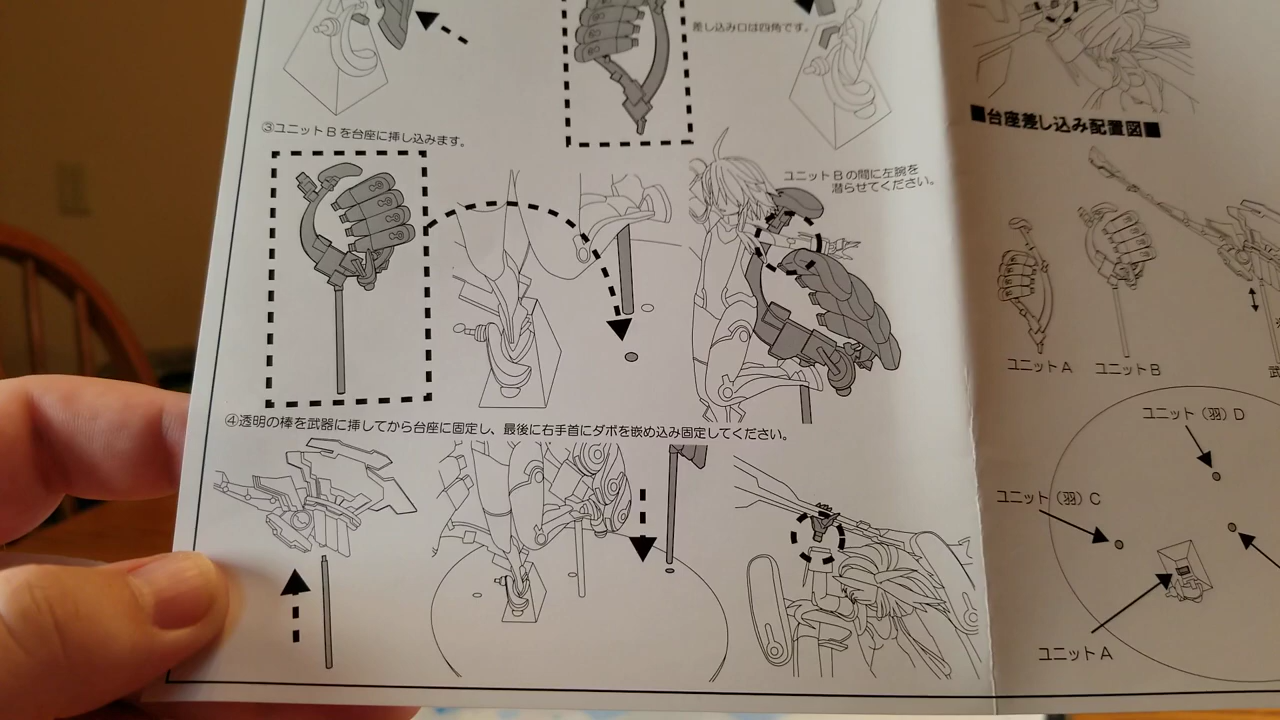 差し込み口は四角です。
③ユニットBを台座に挿し込みます。
ユニットBの間に左腕を
潜らせてください。
④透明の棒を武器に挿してから台座に固定し、最後に右手首にダボを嵌め込み固定してください。
■台座差し込み配置図■
ユニットA
ユニットB
武
ユニット（羽）D
ユニット（羽）C
ユニットA